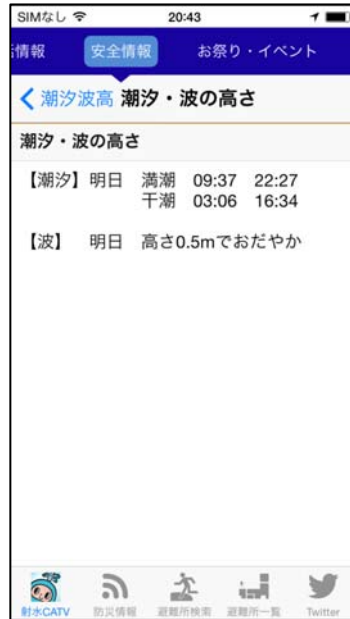 SIMなし 20:43
情報 安全情報 お祭り・イベント
潮汐波高 潮汐・波の高さ
潮汐・波の高さ
【潮汐】明日 満潮 09:37 22:27
干潮 03:06 16:34
【波】 明日 高さ0.5mでおだやか
射水CATV 防災情報 避難所検索 避難所一覧 Twitter